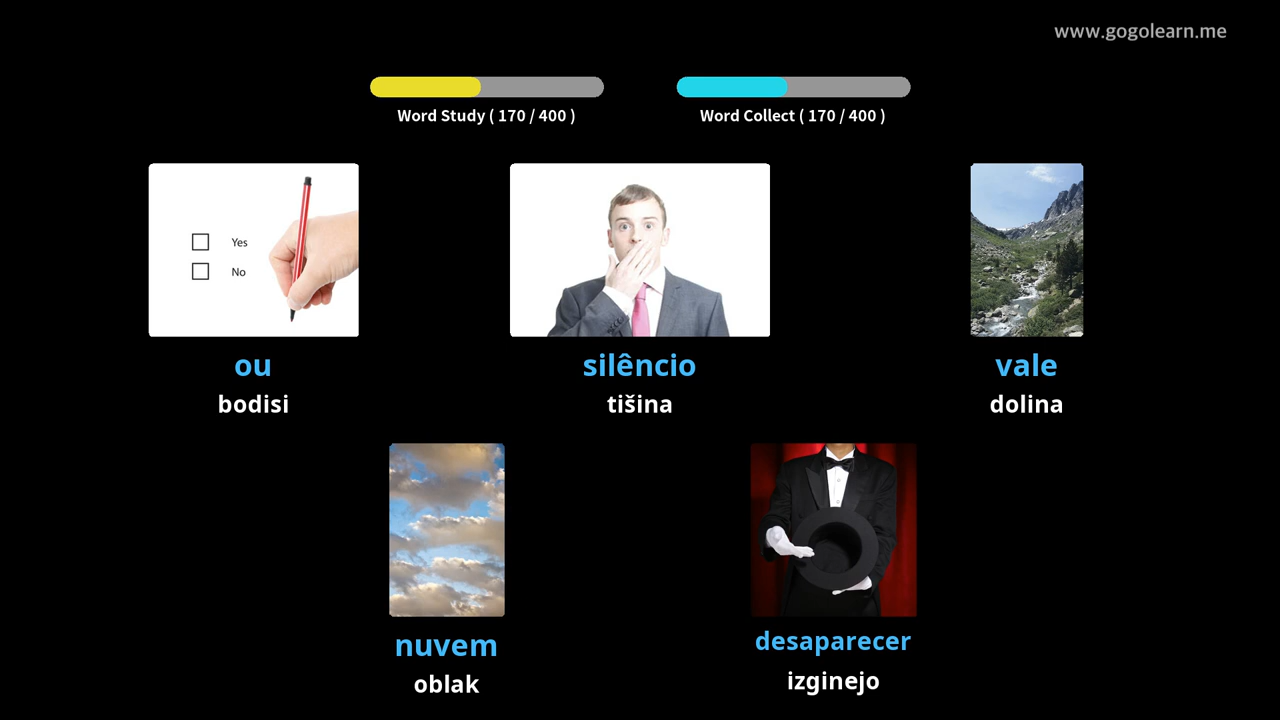 www.gogolearn.me
Word Study ( 170 / 400 )
Word Collect ( 170 / 400 )
Yes
No
ou
bodisi
silêncio
tišina
vale
dolina
nuvem
oblak
desaparecer
izginejo